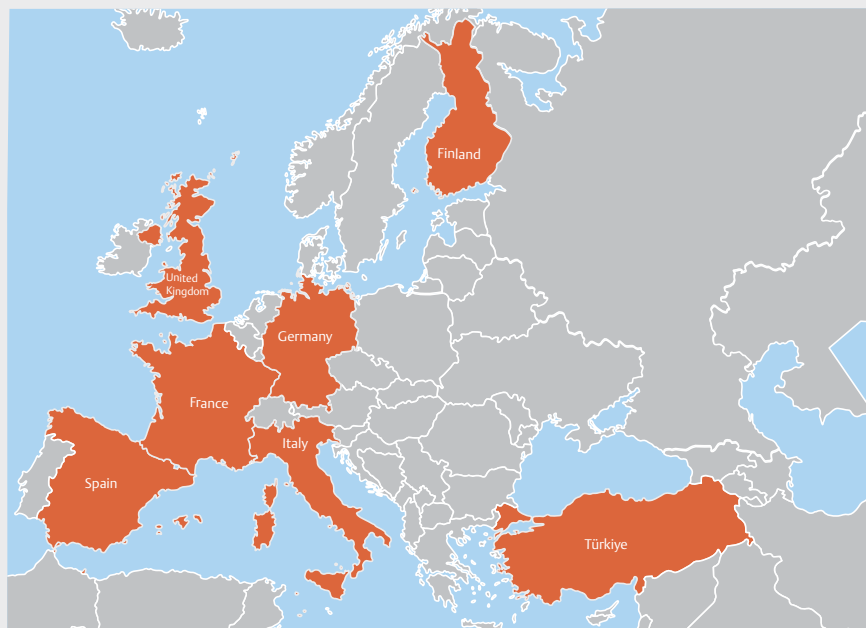 Finland
United
Kingdom
Germany
France
Italy
Spain
Türkiye